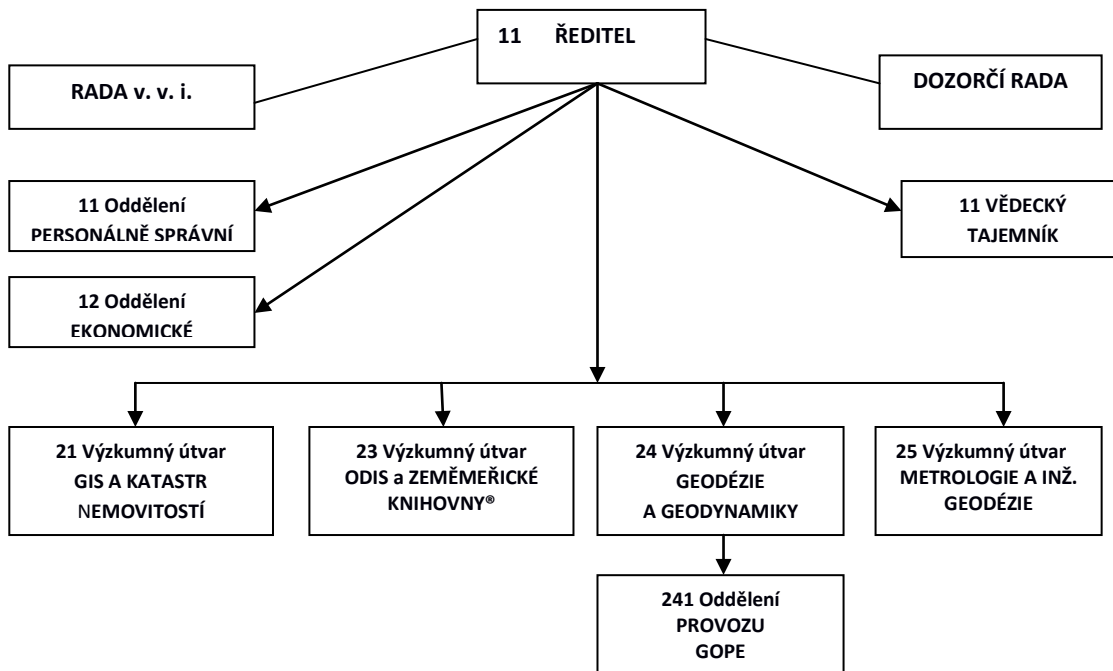 11 ŘEDITEL
RADA v. v. i.
DOZORČÍ RADA
11 Oddělení
PERSONÁLNĚ SPRÁVNÍ
11 VĚDECKÝ
TAJEMNÍK
12 Oddělení
EKONOMICKÉ
21 Výzkumný útvar
GIS A KATASTR
NEMOVITOSTÍ
23 Výzkumný útvar
ODIS a ZEMĚMEŘICKÉ
KNIHOVNY®
24 Výzkumný útvar
GEODÉZIE
A GEODYNAMIKY
25 Výzkumný útvar
METROLOGIE A INŽ.
GEODÉZIE
241 Oddělení
PROVOZU
GOPE